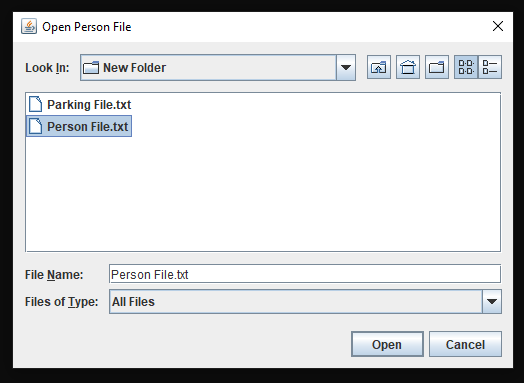 Open Person File
Look In: New Folder
Parking File.txt
Person File.txt
File Name: Person File.txt
Files of Type: All Files
Open Cancel